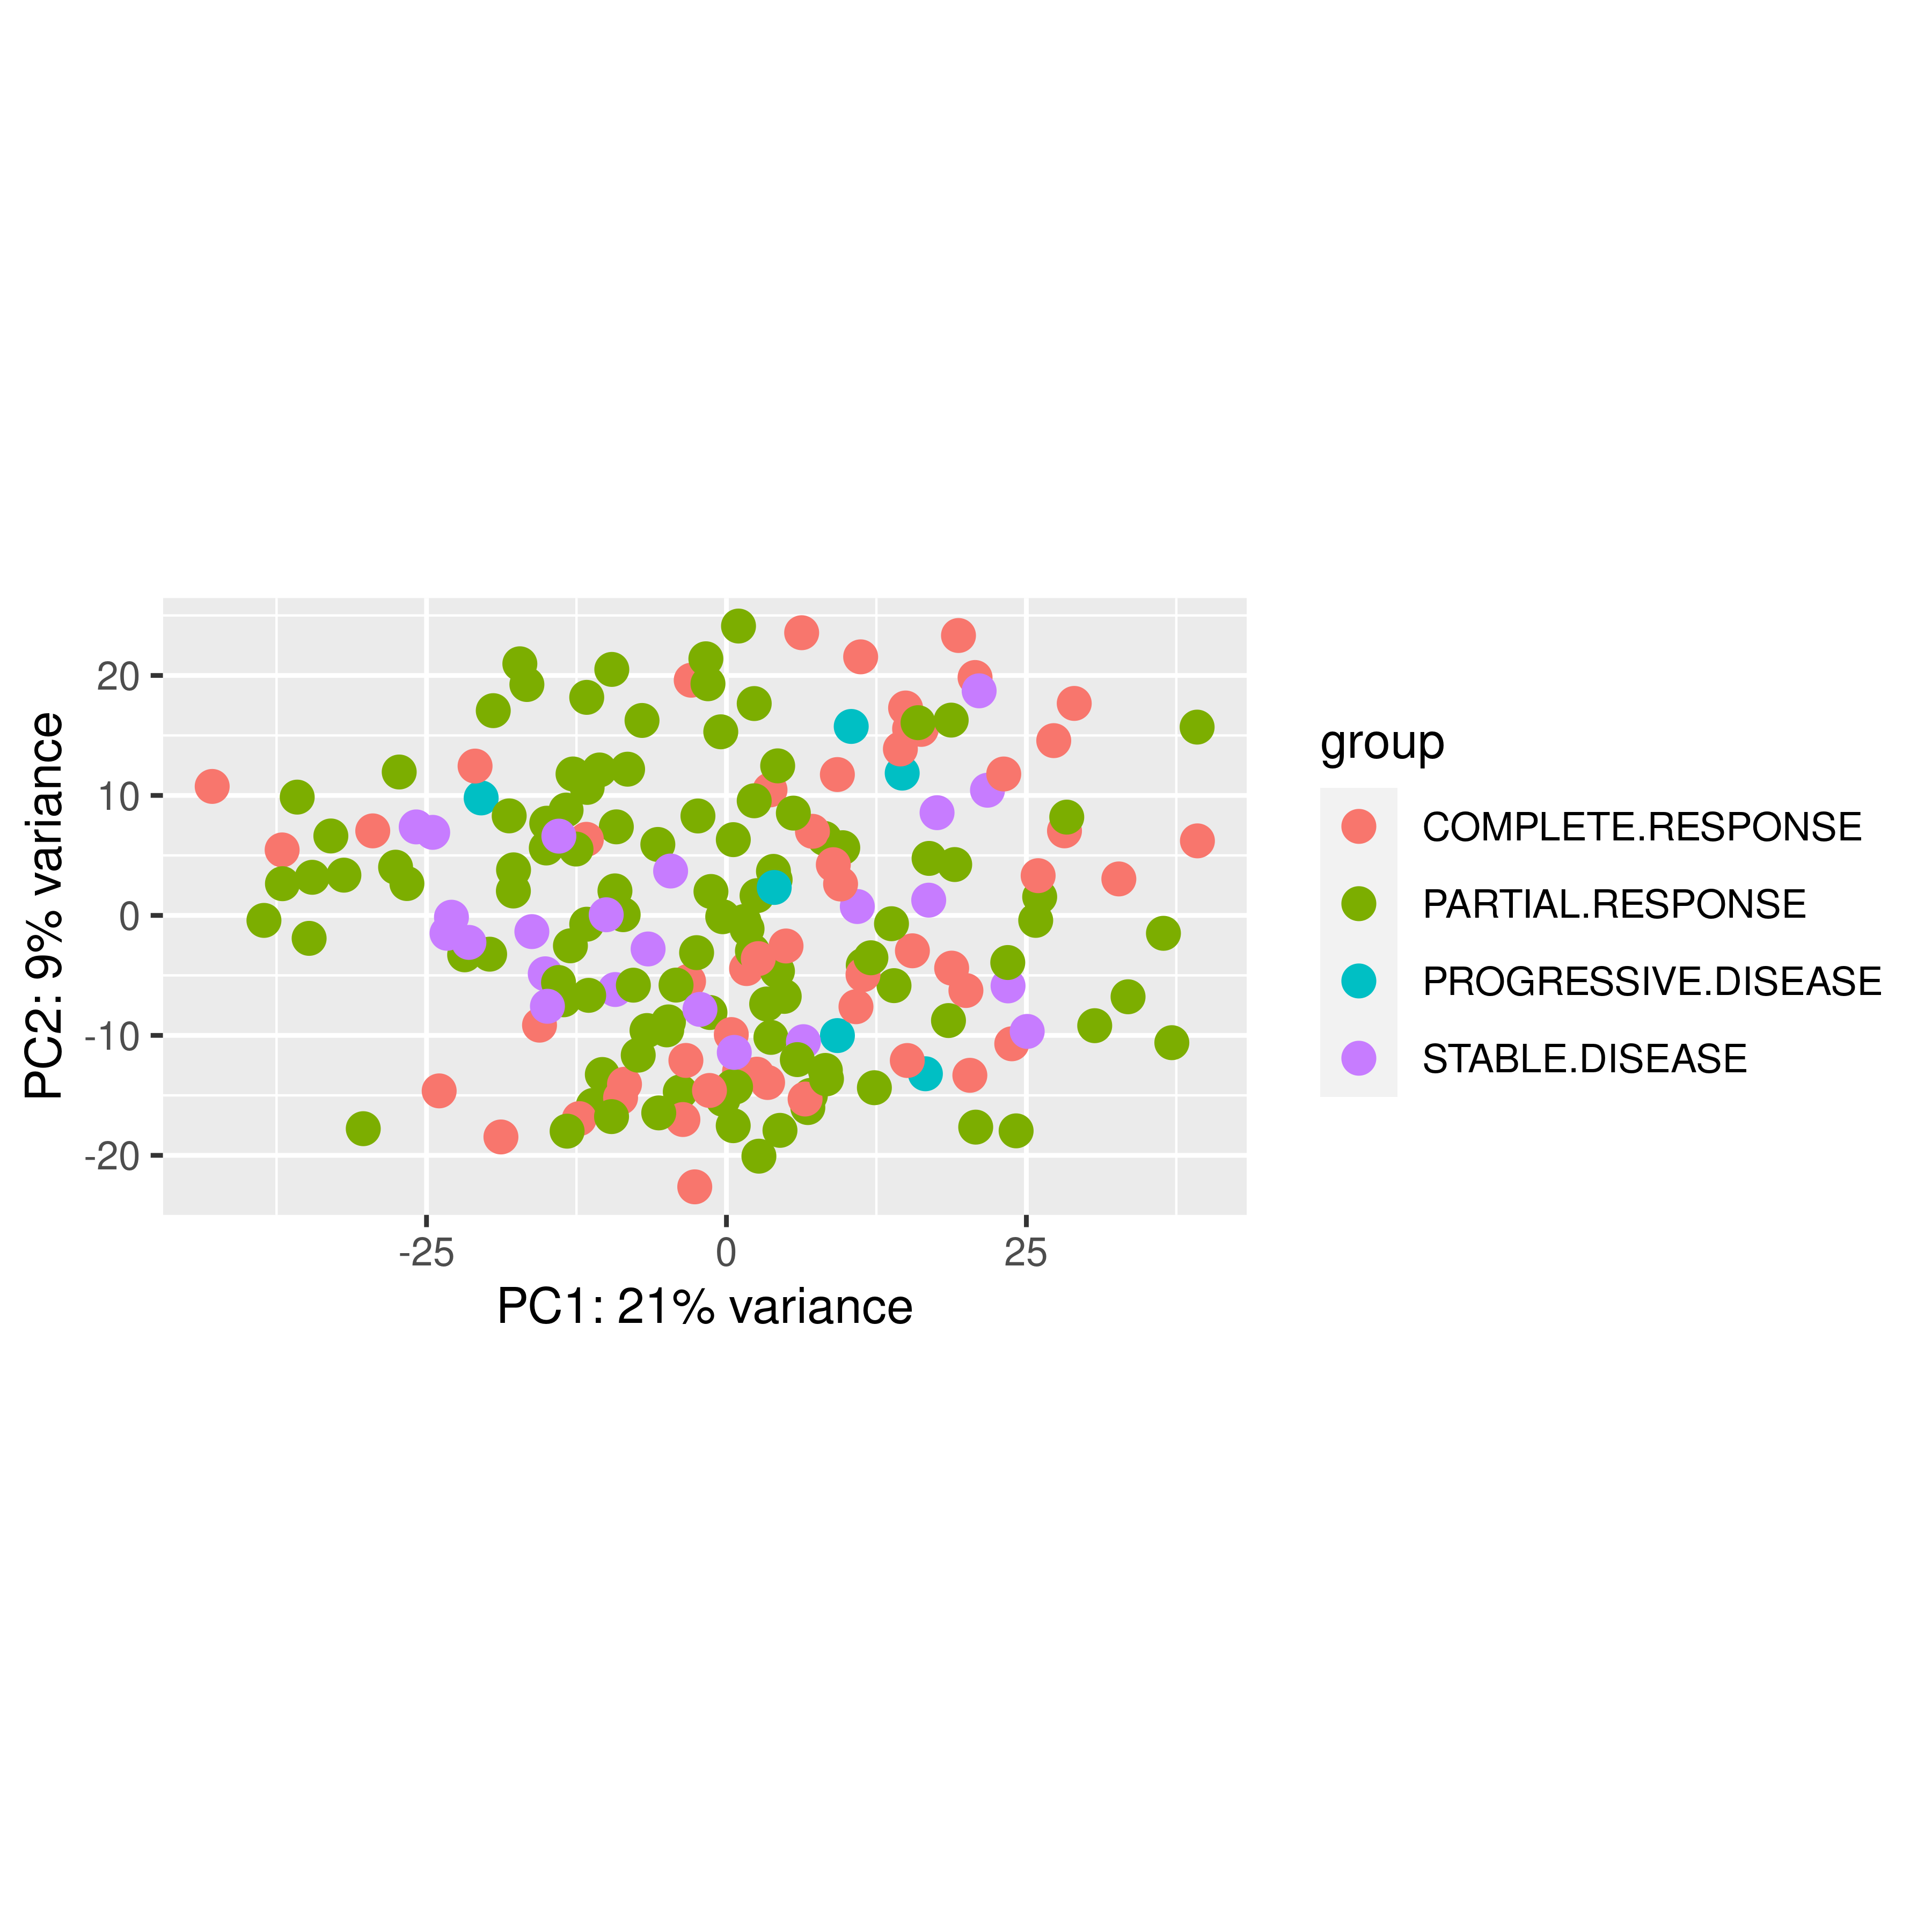 20
10
0
-10
-20
PC2: 9% variance
-25
0
25
PC1: 21% variance
group
COMPLETE.RESPONSE
PARTIAL.RESPONSE
PROGRESSIVE.DISEASE
STABLE.DISEASE